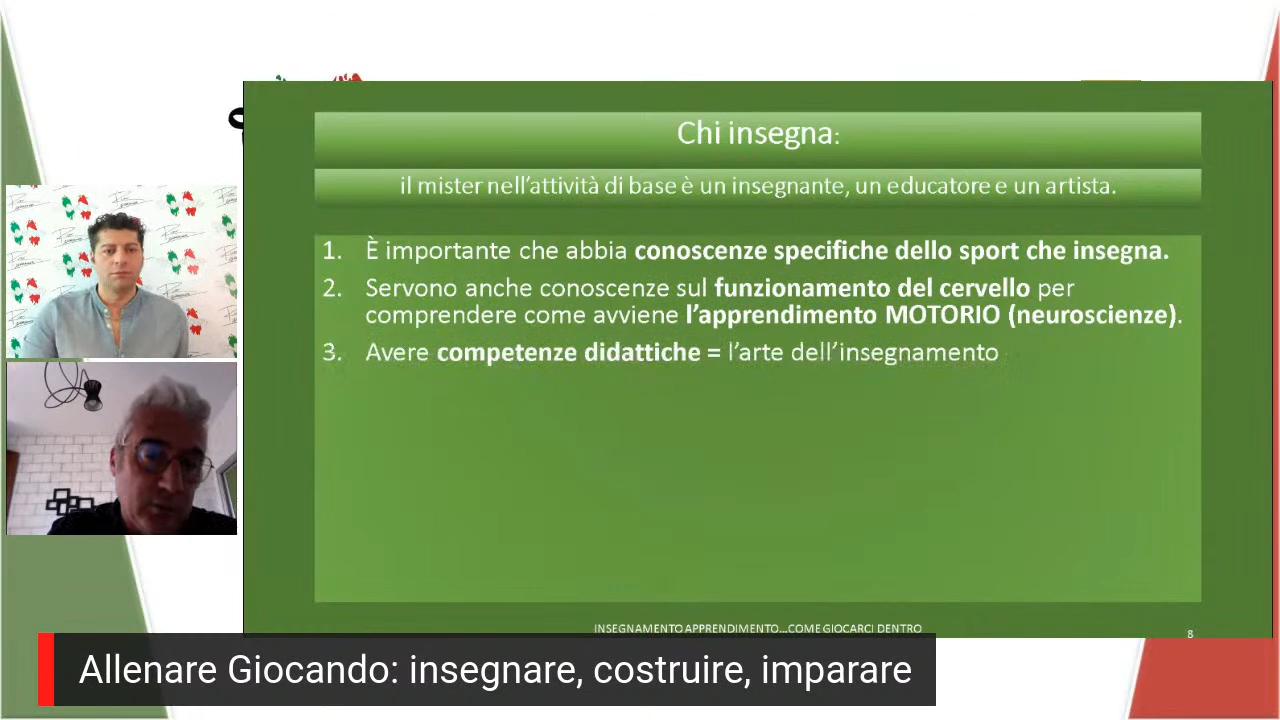 Chi insegna:
il mister nell'attività di base è un insegnante, un educatore e un artista.
1. È importante che abbia conoscenze specifiche dello sport che insegna.
2. Servono anche conoscenze sul funzionamento del cervello per
comprendere come avviene l'apprendimento MOTORIO (neuroscienze).
3. Avere competenze didattiche = l'arte dell'insegnamento
INSEGNAMENTO APPRENDIMENTO...COME GIOCARCI DENTRO
8
Allenare Giocando: insegnare, costruire, imparare